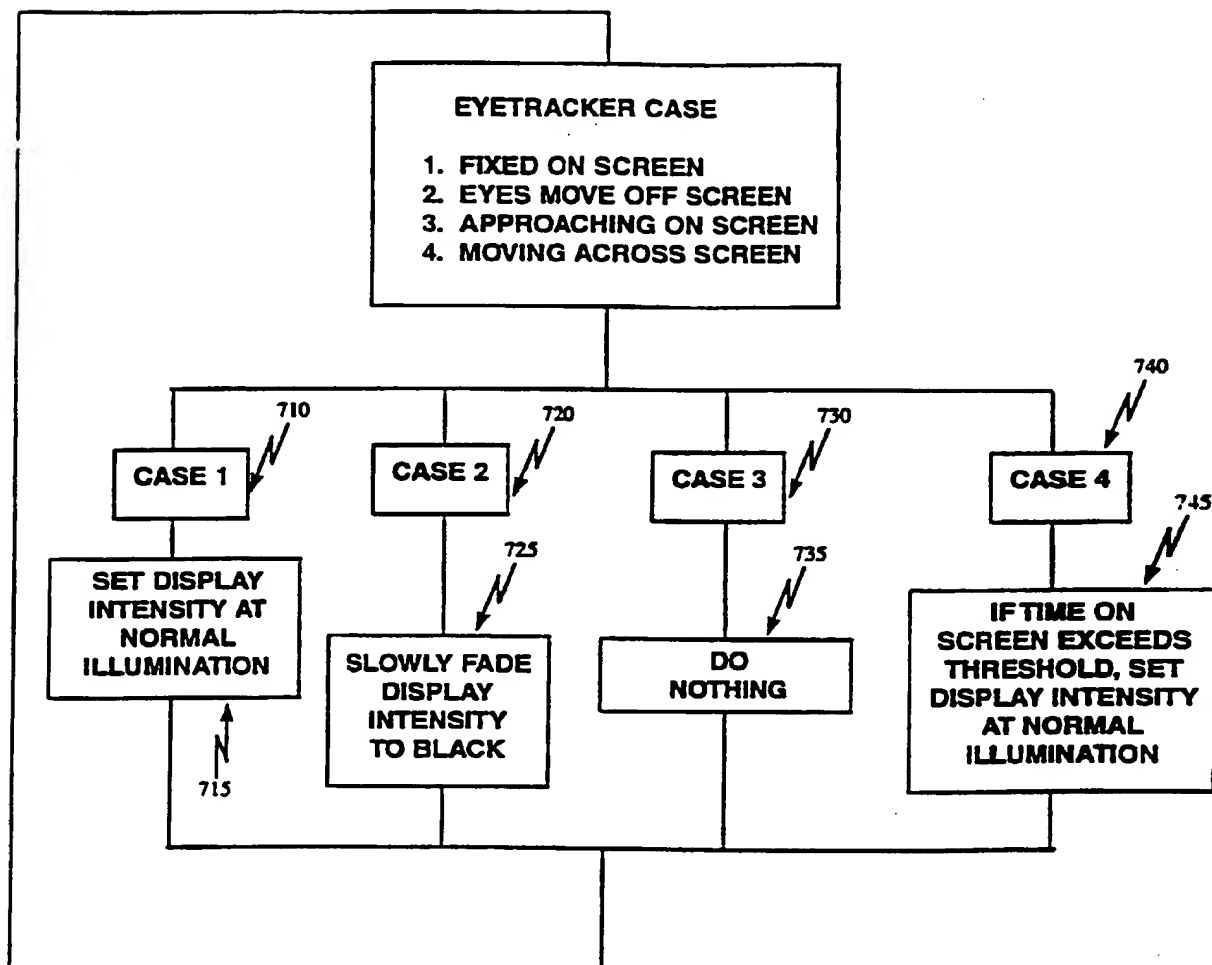 EYETRACKER CASE
1. FIXED ON SCREEN
2. EYES MOVE OFF SCREEN
3. APPROACHING ON SCREEN
4. MOVING ACROSS SCREEN
710
720
730
740
CASE 1
CASE 2
CASE 3
CASE 4
725
735
745
SET DISPLAY
INTENSITY AT
NORMAL
ILLUMINATION
SLOWLY FADE
DISPLAY
INTENSITY
TO BLACK
DO
NOTHING
IF TIME ON
SCREEN EXCEEDS
THRESHOLD, SET
DISPLAY INTENSITY
AT NORMAL
ILLUMINATION
715